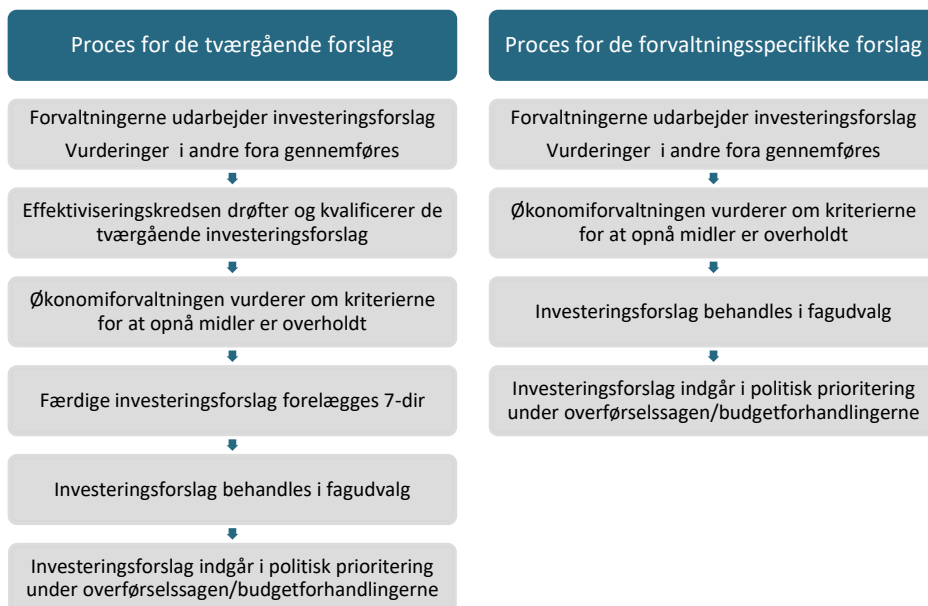 Proces for de tværgående forslag
Forvaltningerne udarbejder investeringsforslag
Vurderinger i andre fora gennemføres
Effektiviseringskredsen drøfter og kvalificerer de
tværgående investeringsforslag
Økonomiforvaltningen vurderer om kriterierne
for at opnå midler er overholdt
Færdige investeringsforslag forelægges 7-dir
Investeringsforslag behandles i fagudvalg
Investeringsforslag indgår i politisk prioritering
under overførselssagen/budgetforhandlingerne
Proces for de forvaltningsspecifikke forslag
Forvaltningerne udarbejder investeringsforslag
Vurderinger i andre fora gennemføres
Økonomiforvaltningen vurderer om kriterierne
for at opnå midler er overholdt
Investeringsforslag behandles i fagudvalg
Investeringsforslag indgår i politisk prioritering
under overførselssagen/budgetforhandlingerne